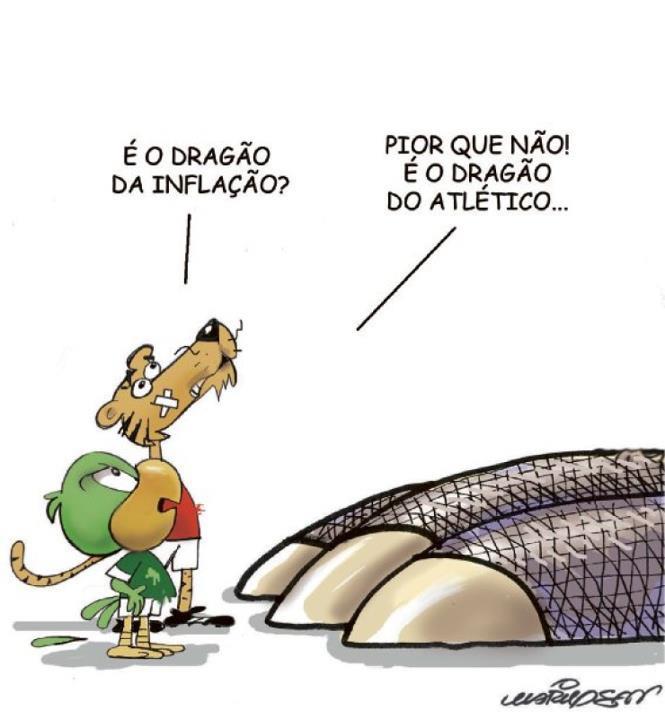 É O DRAGÃO
DA INFLAÇÃO?
PIOR QUE NÃO!
É O DRAGÃO
DO ATLÉTICO...